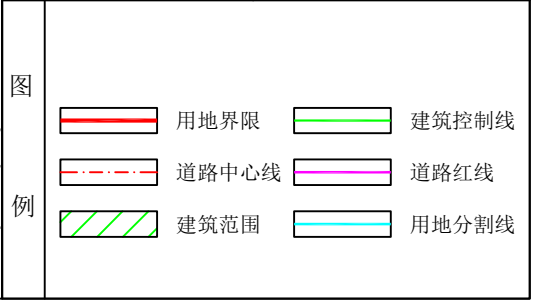 图例
用地界限
建筑控制线
道路中心线
道路红线
建筑范围
用地分割线